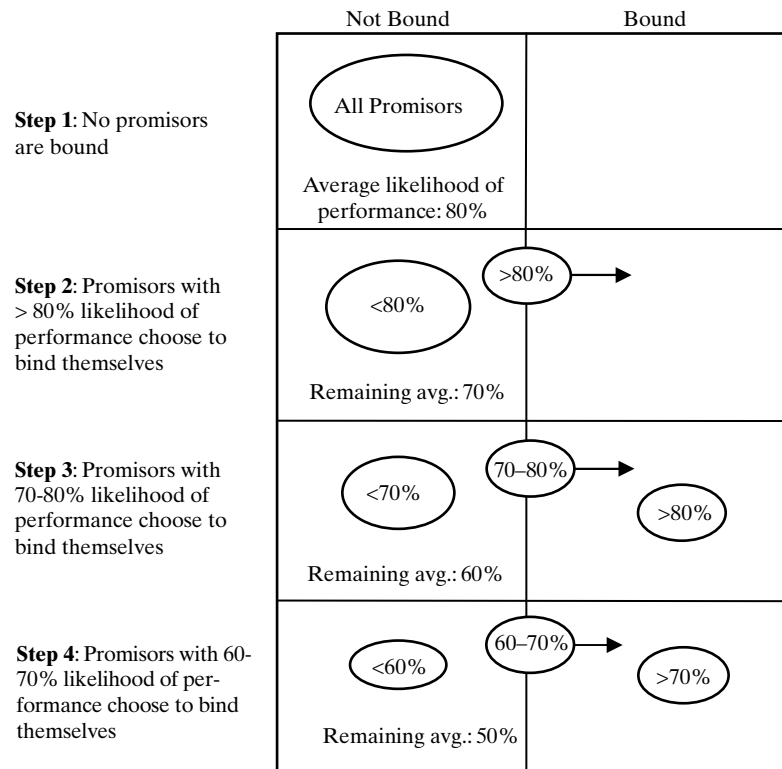 Not Bound
Bound
Step 1: No promisors
are bound
All Promisors
Average likelihood of
performance: 80%
Step 2: Promisors with
> 80% likelihood of
performance choose to
bind themselves
<80%
>80%
Remaining avg.: 70%
Step 3: Promisors with
70-80% likelihood of
performance choose to
bind themselves
<70%
70–80%
>80%
Remaining avg.: 60%
Step 4: Promisors with 60-
70% likelihood of per-
formance choose to bind
themselves
<60%
60–70%
>70%
Remaining avg.: 50%